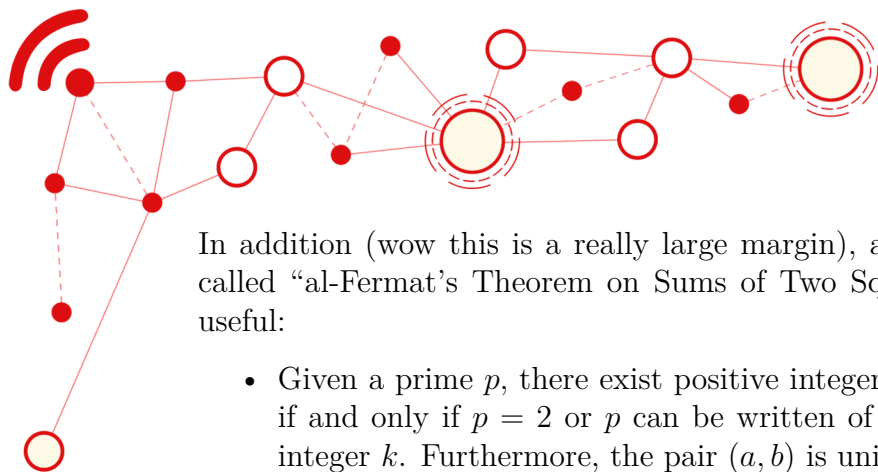 In addition (wow this is a really large margin), a
called “al-Fermat’s Theorem on Sums of Two Sq
useful:
• Given a prime p, there exist positive integer
if and only if p = 2 or p can be written of
integer k. Furthermore, the pair (a, b) is uni